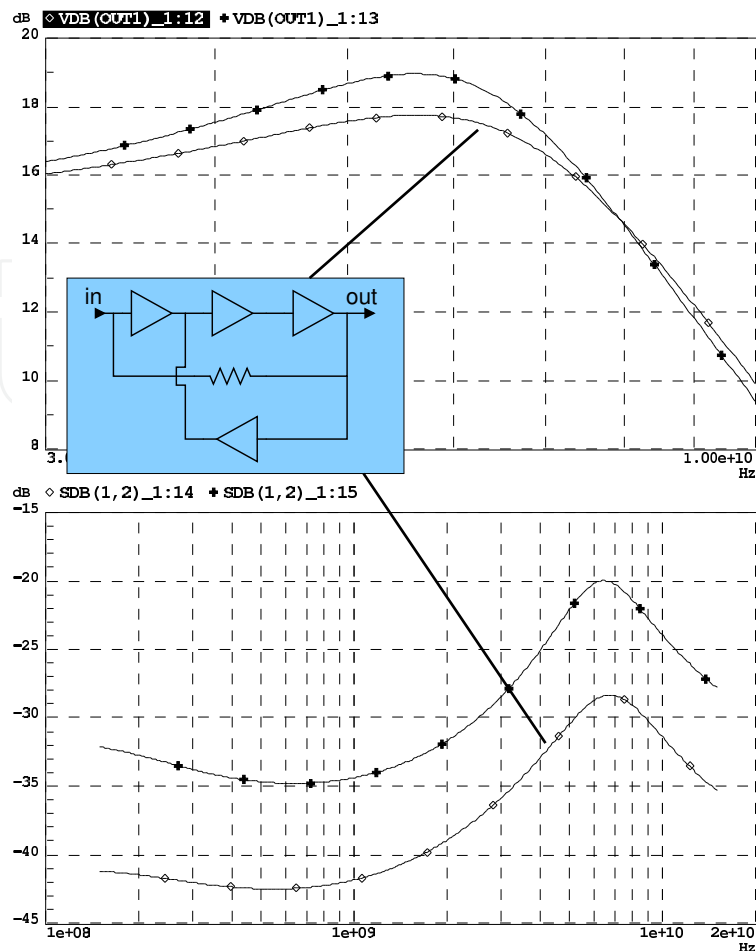 dB ◇ VDB(OUT1)_1:12 ✚ VDB(OUT1)_1:13
20
18
16
14
12
10
8
in out
3.0 1.00e+10
Hz
dB ◇ SDB(1,2)_1:14 ✚ SDB(1,2)_1:15
-15
-20
-25
-30
-35
-40
-45
1e+08 1e+09 1e+10 2e+10
Hz